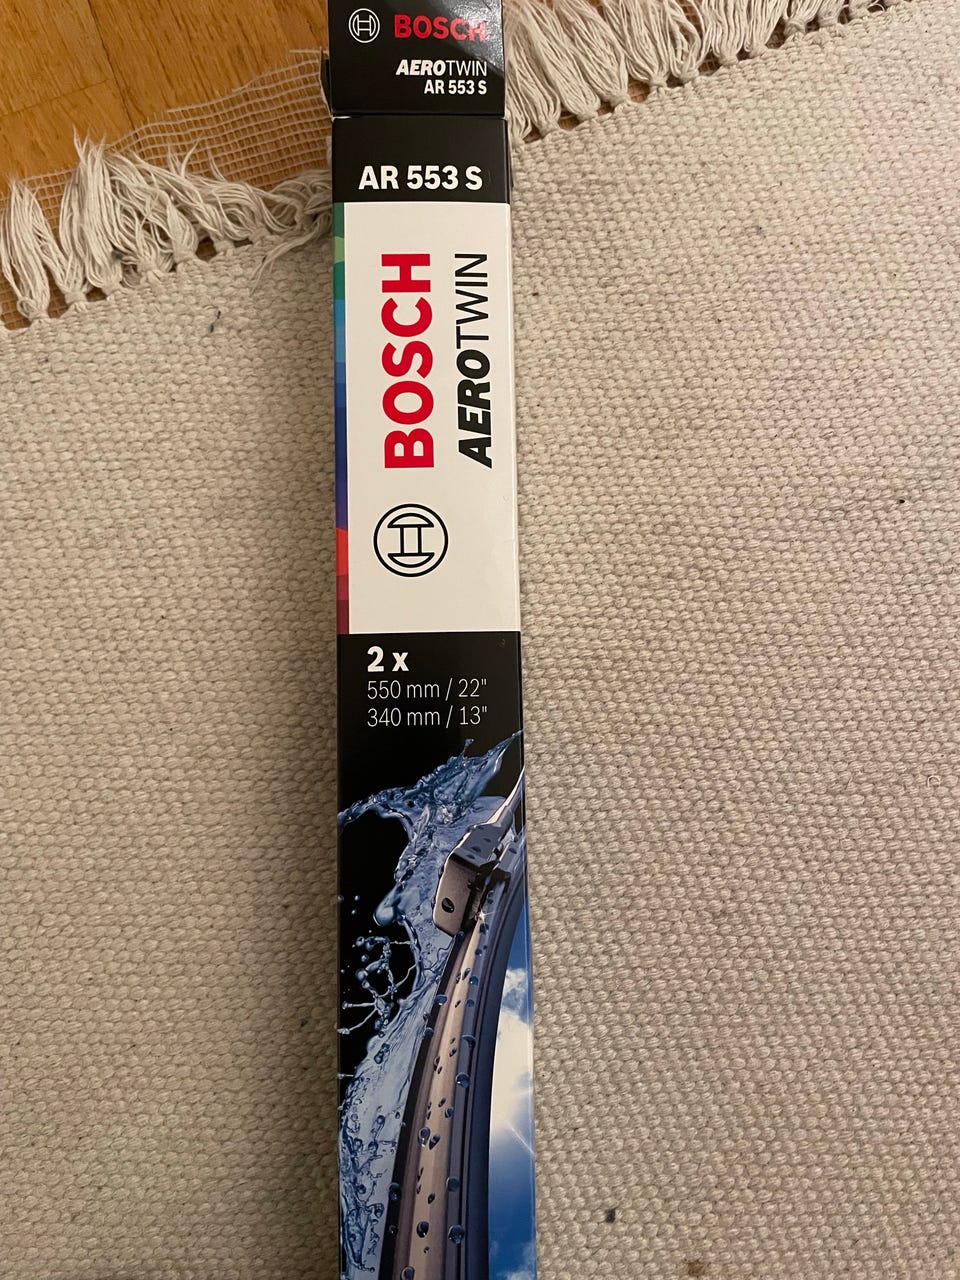 BOSCH
AEROTWIN
AR 553 S
AR 553 S
BOSCH
AEROTWIN
2 x
550 mm / 22"
340 mm / 13"